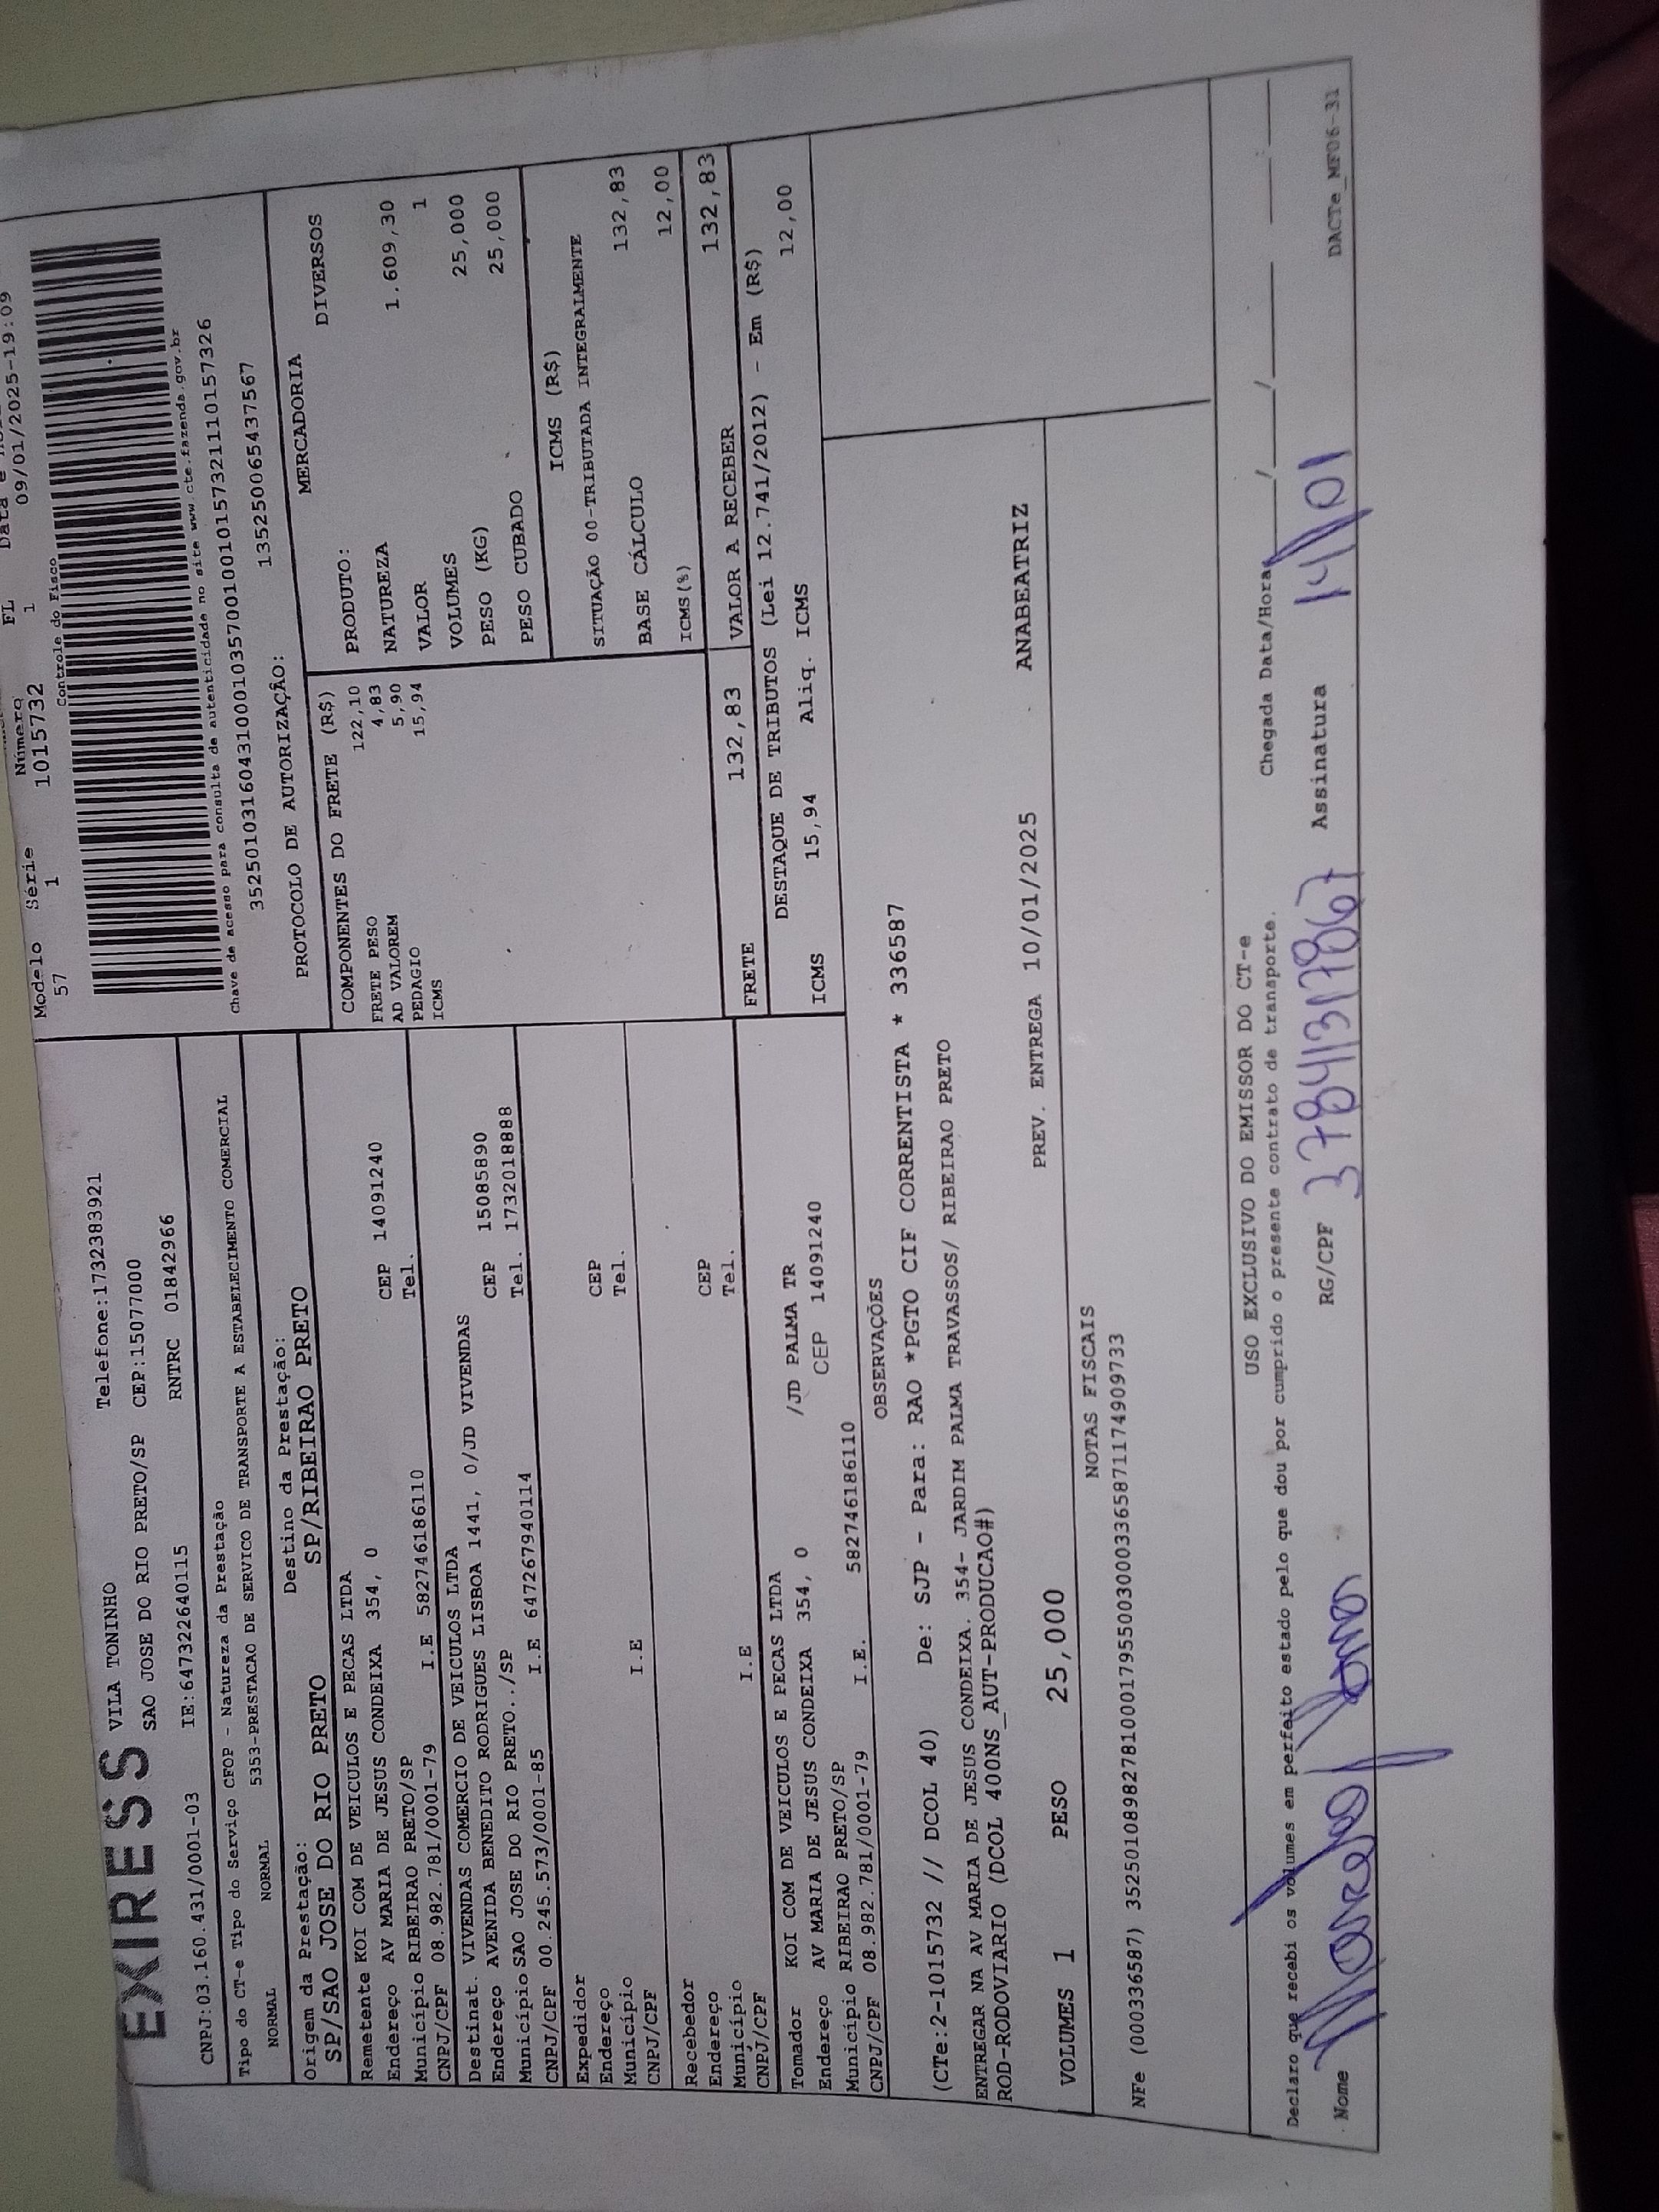 EXIRESS VILA TONINHO Telefone:1732383921
SAO JOSE DO RIO PRETO/SP CEP:15077000
CNPJ:03.160.431/0001-03 IE:647322640115 RNTRC 01842966
Tipo do CT-e Tipo do Serviço CFOP - Natureza da Prestação
NORMAL NORMAL 5353-PRESTACAO DE SERVICO DE TRANSPORTE A ESTABELECIMENTO COMERCIAL
Origem da Prestação: Destino da Prestação:
SP/SAO JOSE DO RIO PRETO SP/RIBEIRAO PRETO
Remetente KOI COM DE VEICULOS E PECAS LTDA
Endereço AV MARIA DE JESUS CONDEIXA 354, 0 CEP 14091240
Município RIBEIRAO PRETO/SP Tel.
CNPJ/CPF 08.982.781/0001-79 I.E 582746186110
Destinat. VIVENDAS COMERCIO DE VEICULOS LTDA
Endereço AVENIDA BENEDITO RODRIGUES LISBOA 1441, 0/JD VIVENDAS CEP 15085890
Município SAO JOSE DO RIO PRETO../SP Tel. 1732018888
CNPJ/CPF 00.245.573/0001-85 I.E 647267940114
Expedidor
Endereço CEP
Município Tel.
CNPJ/CPF I.E
Recebedor
Endereço CEP
Município Tel.
CNPJ/CPF I.E
Tomador KOI COM DE VEICULOS E PECAS LTDA
Endereço AV MARIA DE JESUS CONDEIXA 354, 0 /JD PALMA TR
Município RIBEIRAO PRETO/SP CEP 14091240
CNPJ/CPF 08.982.781/0001-79 I.E. 582746186110
Modelo Série Número FL
57 1 1015732 1 09/01/2025-19:09
Controle do Fisco
Chave de acesso para consulta de autenticidade no site www.cte.fazenda.gov.br
35250103160431000103570010010157321110157326
PROTOCOLO DE AUTORIZAÇÃO: 135250065437567
COMPONENTES DO FRETE (R$)
FRETE PESO 122,10
AD VALOREM 4,83
PEDAGIO 5,90
ICMS 15,94
MERCADORIA
PRODUTO: DIVERSOS
NATUREZA
VALOR 1.609,30
VOLUMES 1
PESO (KG) 25,000
PESO CUBADO 25,000
ICMS (R$)
SITUAÇÃO 00-TRIBUTADA INTEGRALMENTE
BASE CÁLCULO 132,83
ICMS(%) 12,00
FRETE 132,83 VALOR A RECEBER 132,83
DESTAQUE DE TRIBUTOS (Lei 12.741/2012) - Em (R$)
ICMS 15,94 Aliq. ICMS 12,00
OBSERVAÇÕES
(CTe:2-1015732 // DCOL 40) De: SJP - Para: RAO *PGTO CIF CORRENTISTA * 336587
ENTREGAR NA AV MARIA DE JESUS CONDEIXA. 354- JARDIM PALMA TRAVASSOS/ RIBEIRAO PRETO
ROD-RODOVIARIO (DCOL 400NS_AUT-PRODUCAO#)
VOLUMES 1 PESO 25,000 PREV. ENTREGA 10/01/2025 ANABEATRIZ
NOTAS FISCAIS
NFe (000336587) 35250108982781000179550030003365871174909733
USO EXCLUSIVO DO EMISSOR DO CT-e
Declaro que recebi os volumes em perfeito estado pelo que dou por cumprido o presente contrato de transporte. Chegada Data/Hora ___/___/___ ___:___
Nome RG/CPF Assinatura 14/01
DACTe_MF06-31